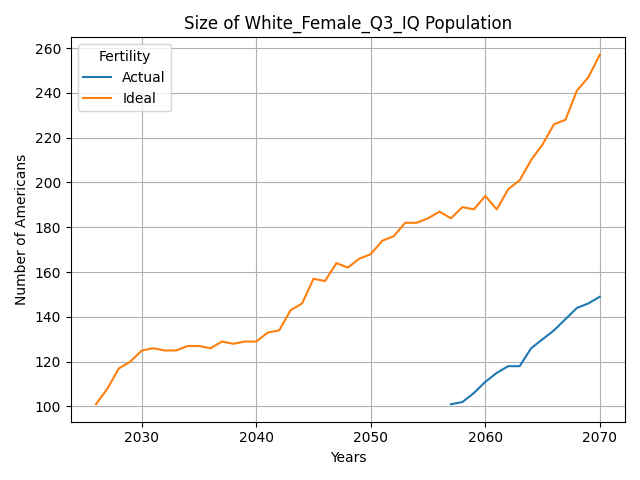 Size of White_Female_Q3_IQ Population
Fertility
Actual
Ideal
Number of Americans
260
240
220
200
180
160
140
120
100
2030
2040
2050
2060
2070
Years